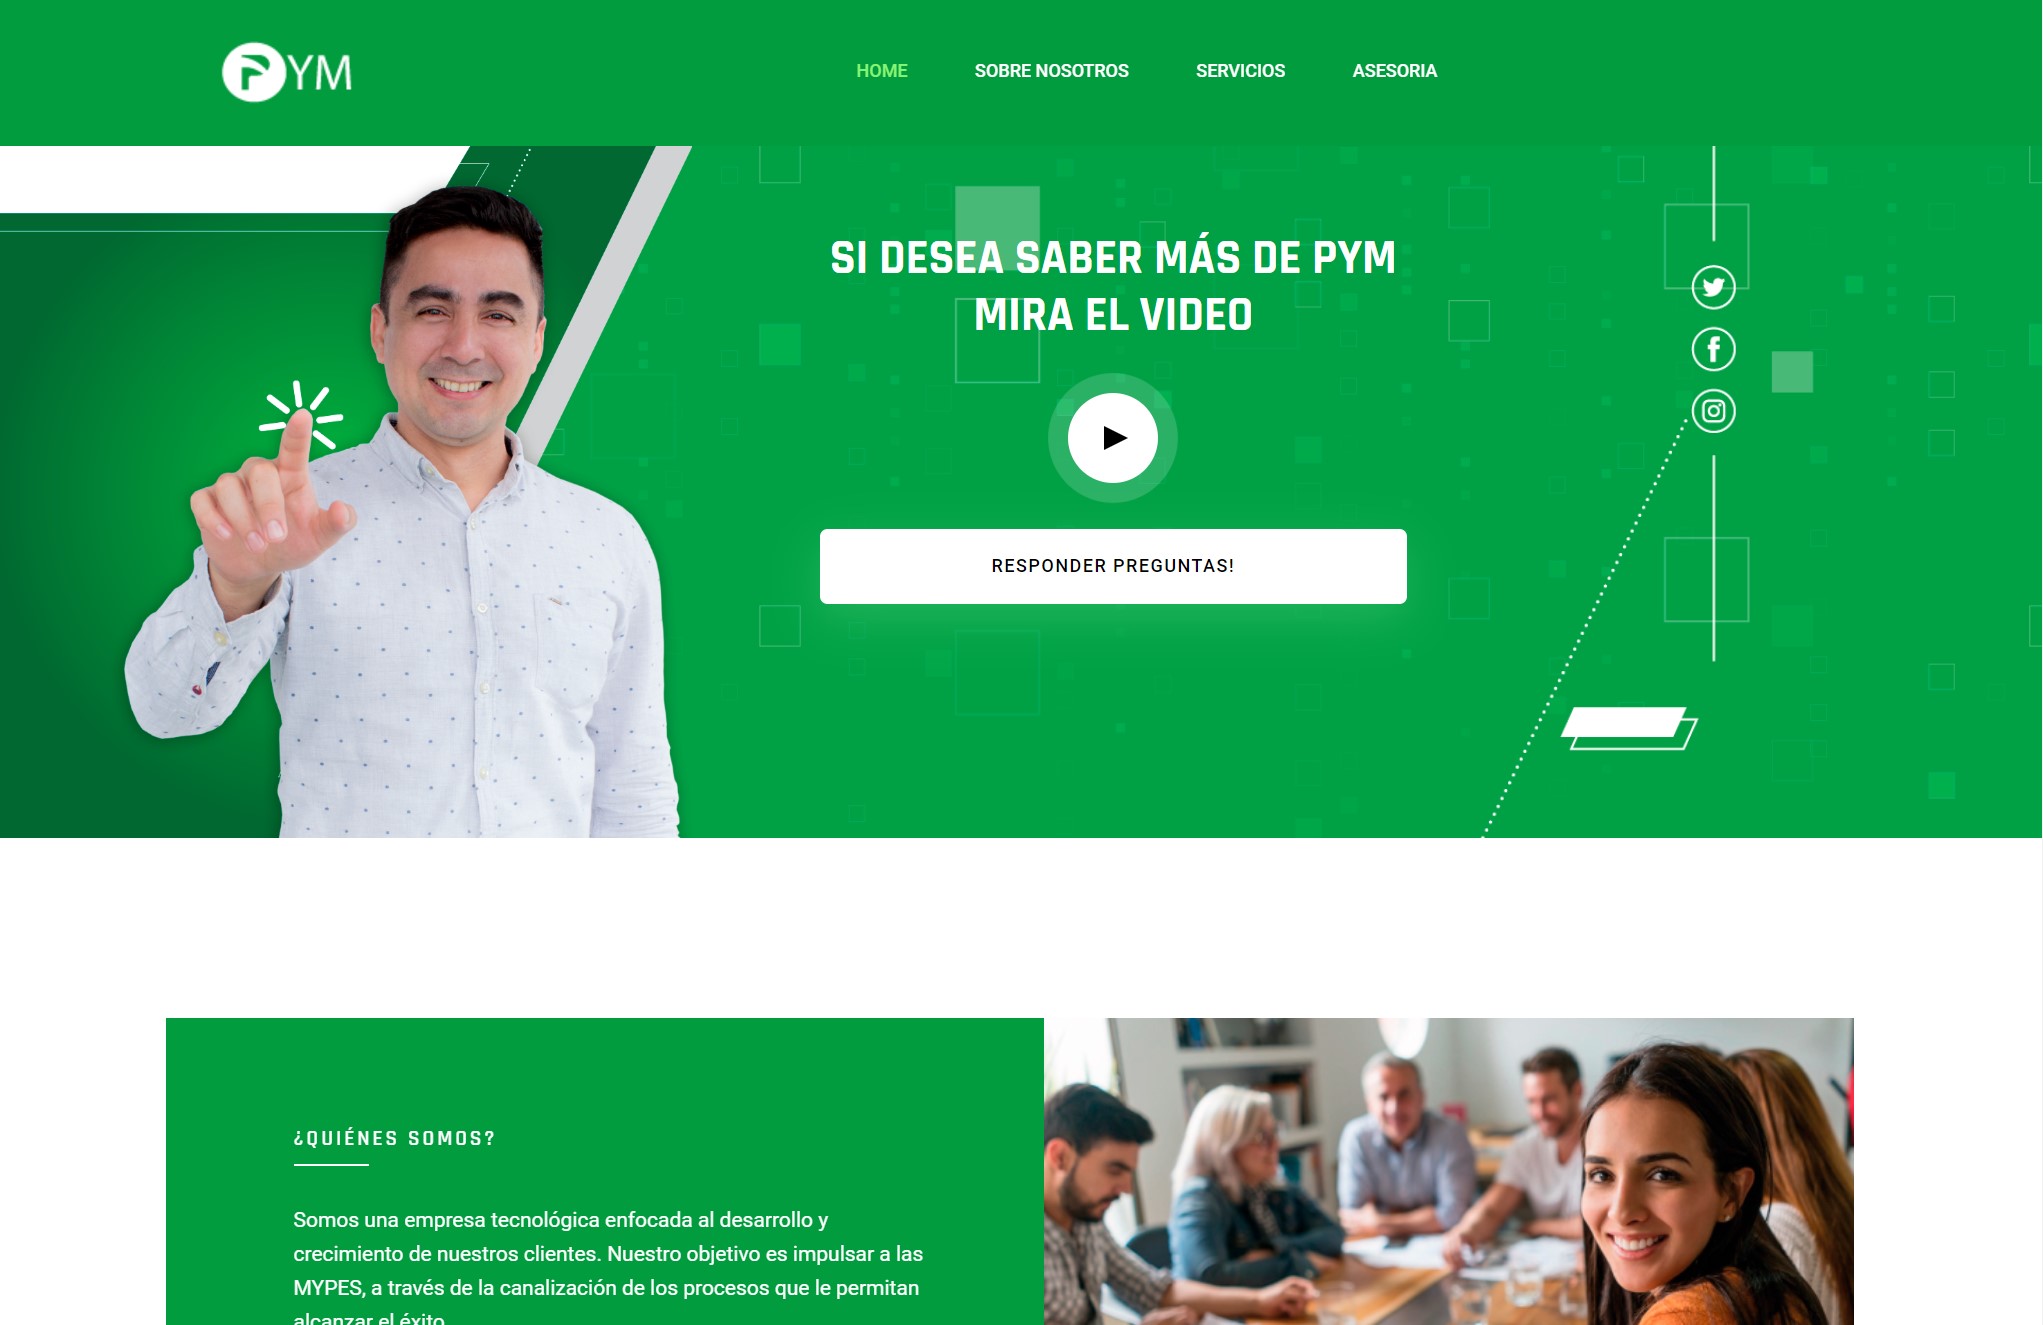 PYM
HOME
SOBRE NOSOTROS
SERVICIOS
ASESORIA
SI DESEA SABER MÁS DE PYM
MIRA EL VIDEO
RESPONDER PREGUNTAS!
¿QUIÉNES SOMOS?
Somos una empresa tecnológica enfocada al desarrollo y
crecimiento de nuestros clientes. Nuestro objetivo es impulsar a las
MYPES, a través de la canalización de los procesos que le permitan
alcanzar el éxito.